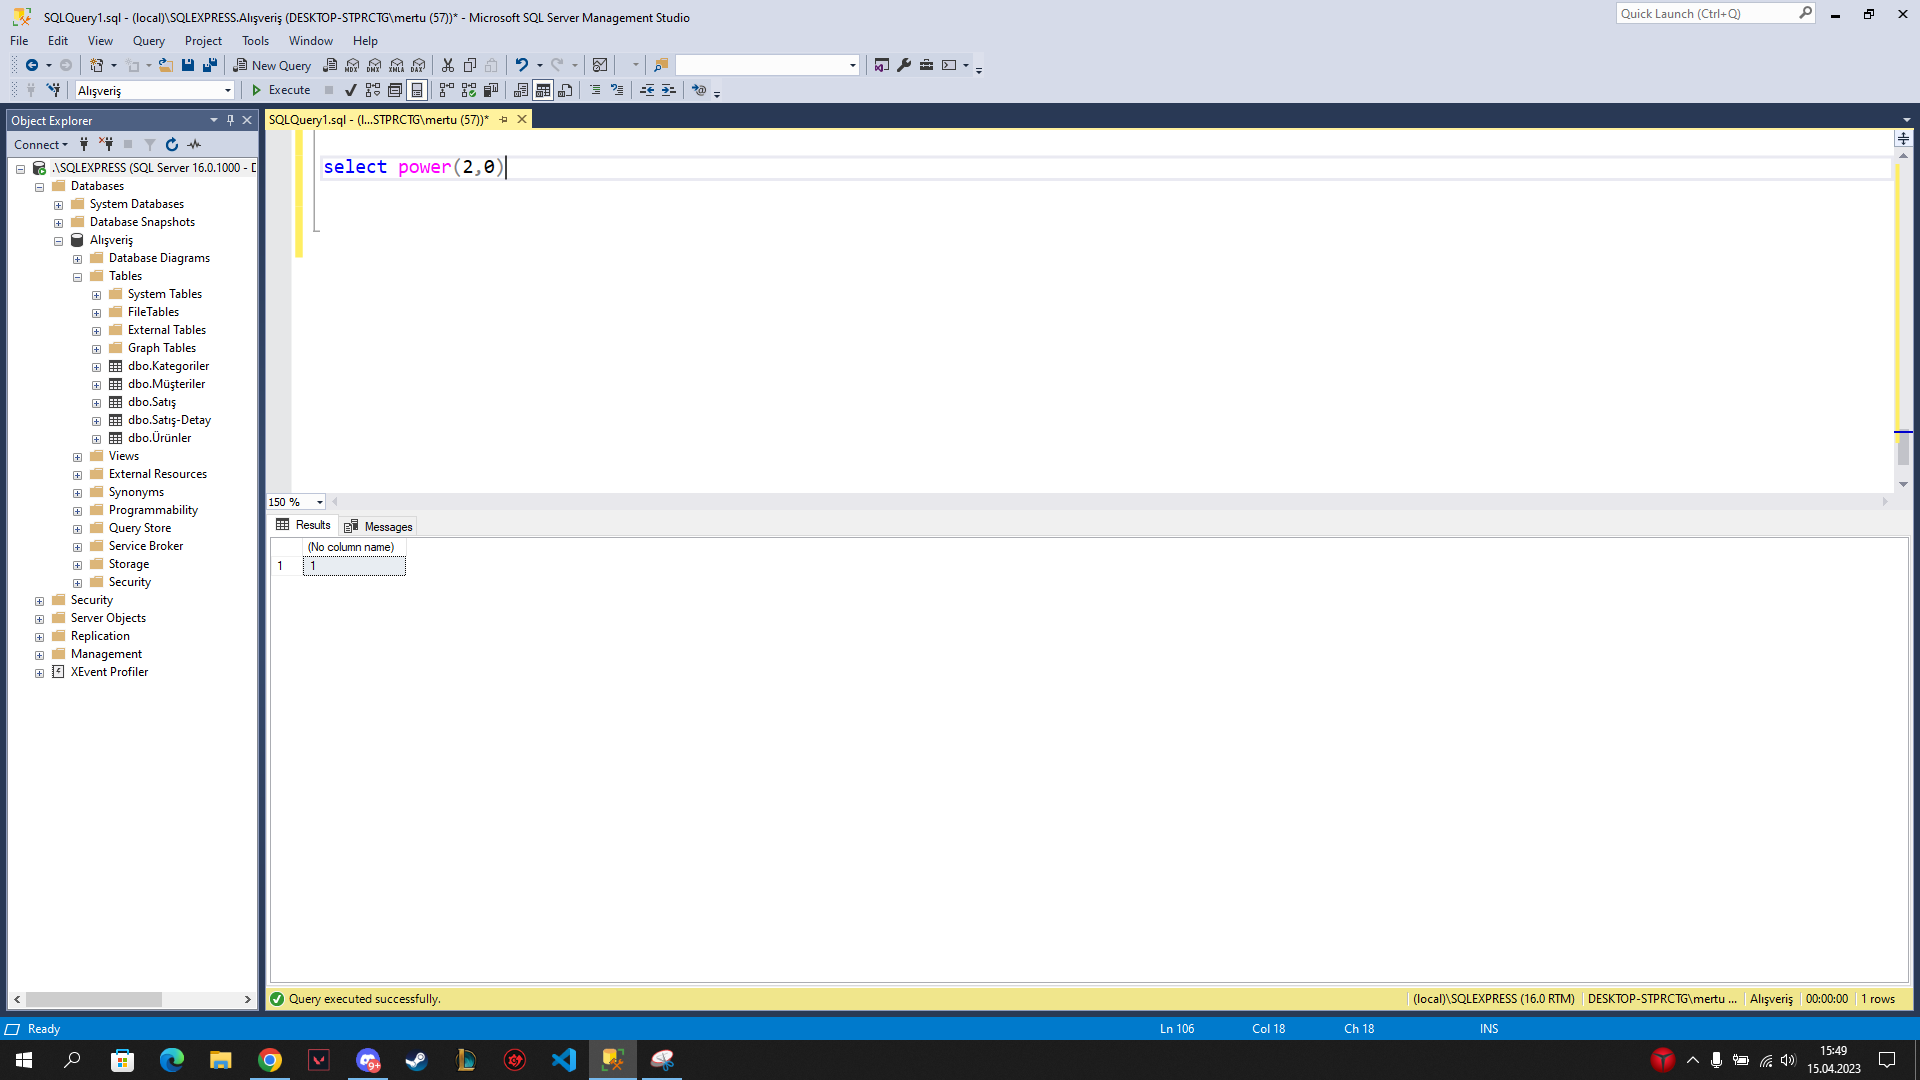 SQLQuery1.sql - (local)\SQLEXPRESS.Alışveriş (DESKTOP-STPRCTG\mertu (57))* - Microsoft SQL Server Management Studio
Quick Launch (Ctrl+Q)
File Edit View Query Project Tools Window Help
New Query
MDX DMX XMLA DAX
Alışveriş
Execute
Object Explorer
SQLQuery1.sql - (l...STPRCTG\mertu (57))*
Connect
.\SQLEXPRESS (SQL Server 16.0.1000 - D
Databases
System Databases
Database Snapshots
Alışveriş
Database Diagrams
Tables
System Tables
FileTables
External Tables
Graph Tables
dbo.Kategoriler
dbo.Müşteriler
dbo.Satış
dbo.Satış-Detay
dbo.Ürünler
Views
External Resources
Synonyms
Programmability
Query Store
Service Broker
Storage
Security
Security
Server Objects
Replication
Management
XEvent Profiler
select power(2,0)
150 %
Results Messages
(No column name)
1 1
Query executed successfully.
(local)\SQLEXPRESS (16.0 RTM) DESKTOP-STPRCTG\mertu ... Alışveriş 00:00:00 1 rows
Ready
Ln 106 Col 18 Ch 18 INS
9+
15:49
15.04.2023